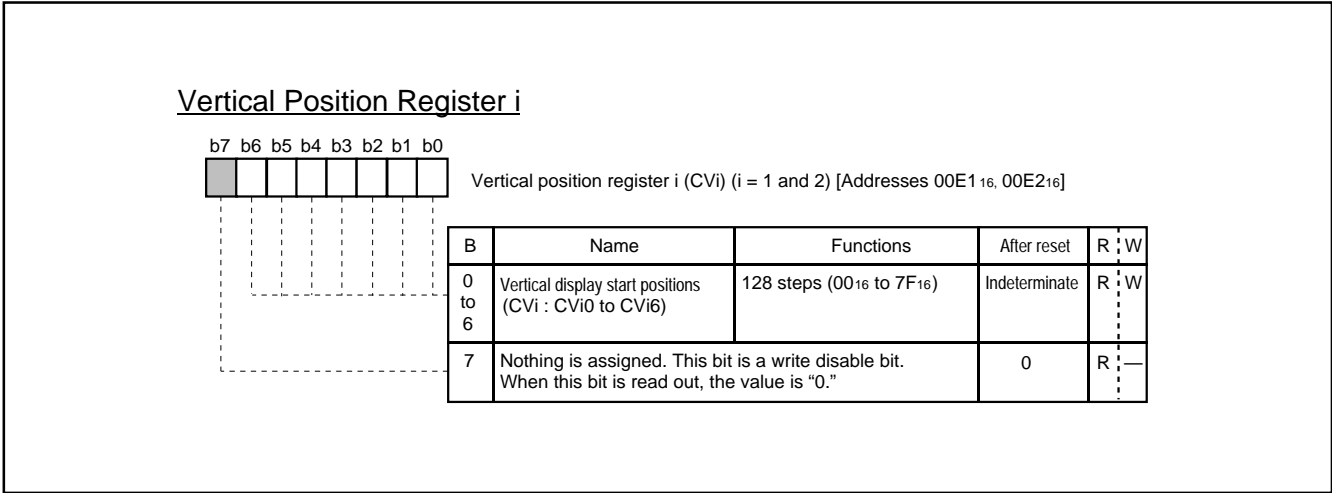 Vertical Position Register i
b7 b6 b5 b4 b3 b2 b1 b0
Vertical position register i (CVi) (i = 1 and 2) [Addresses 00E1₁₆, 00E2₁₆]
B Name Functions After reset R W
0 to 6 Vertical display start positions (CVi : CVi0 to CVi6) 128 steps (00₁₆ to 7F₁₆) Indeterminate R W
7 Nothing is assigned. This bit is a write disable bit. When this bit is read out, the value is “0.” 0 R —